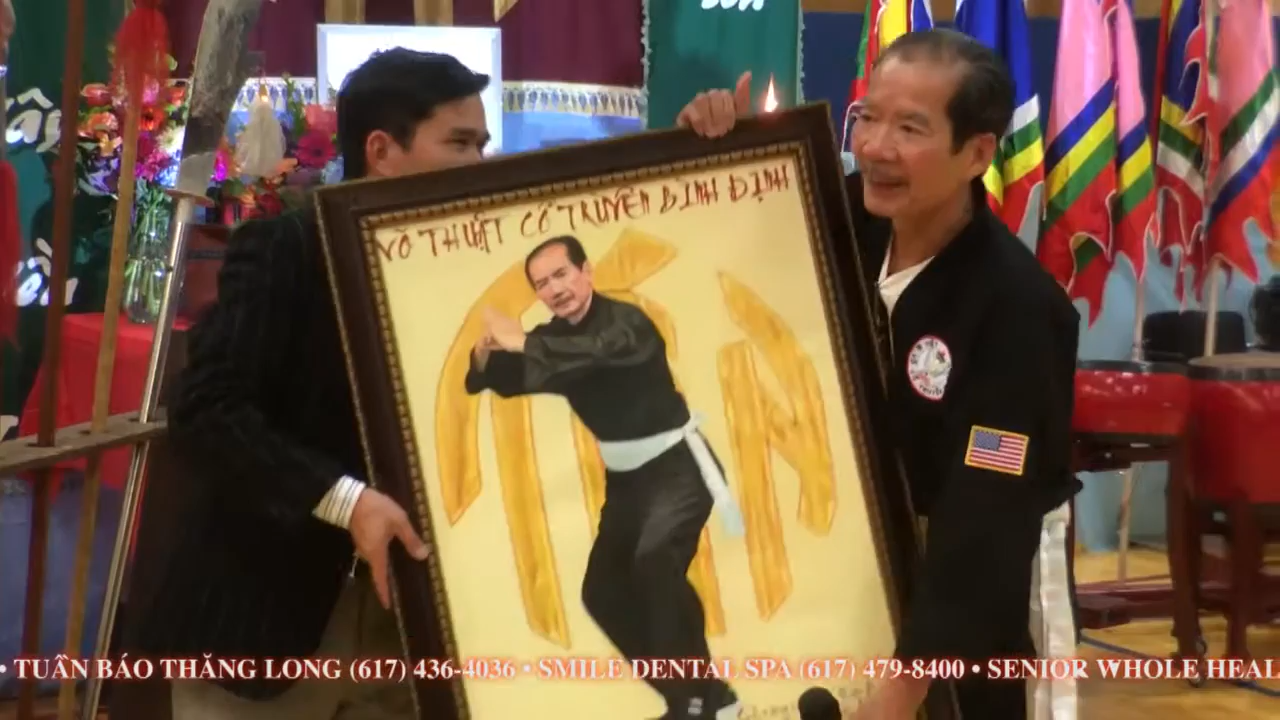 VÕ THUẬT CỔ TRUYỀN BÌNH ĐỊNH
• TUẦN BÁO THĂNG LONG (617) 436-4036 • SMILE DENTAL SPA (617) 479-8400 • SENIOR WHOLE HEAL